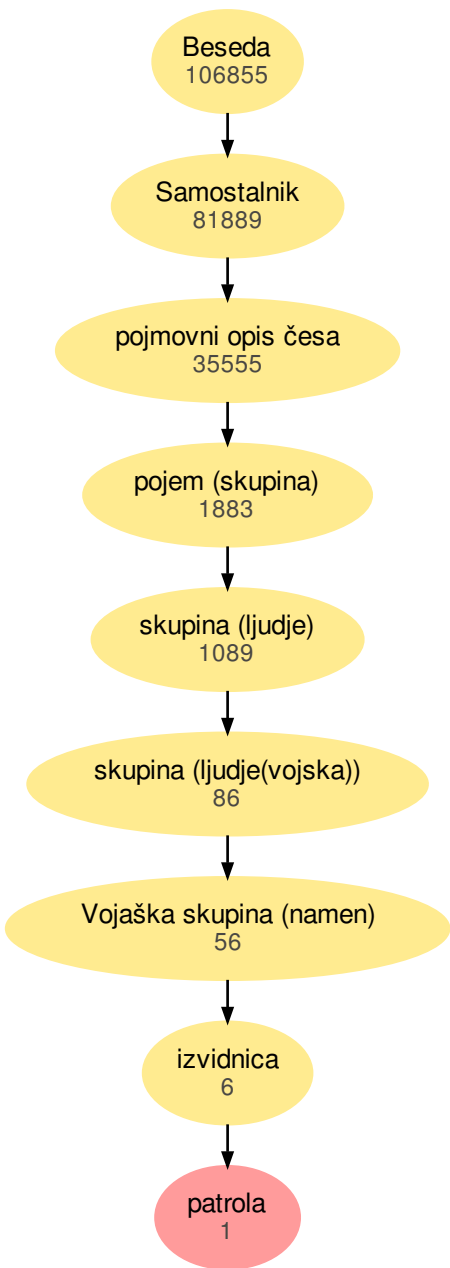 Beseda
106855
Samostalnik
81889
pojmovni opis česa
35555
pojem (skupina)
1883
skupina (ljudje)
1089
skupina (ljudje(vojska))
86
Vojaška skupina (namen)
56
izvidnica
6
patrola
1